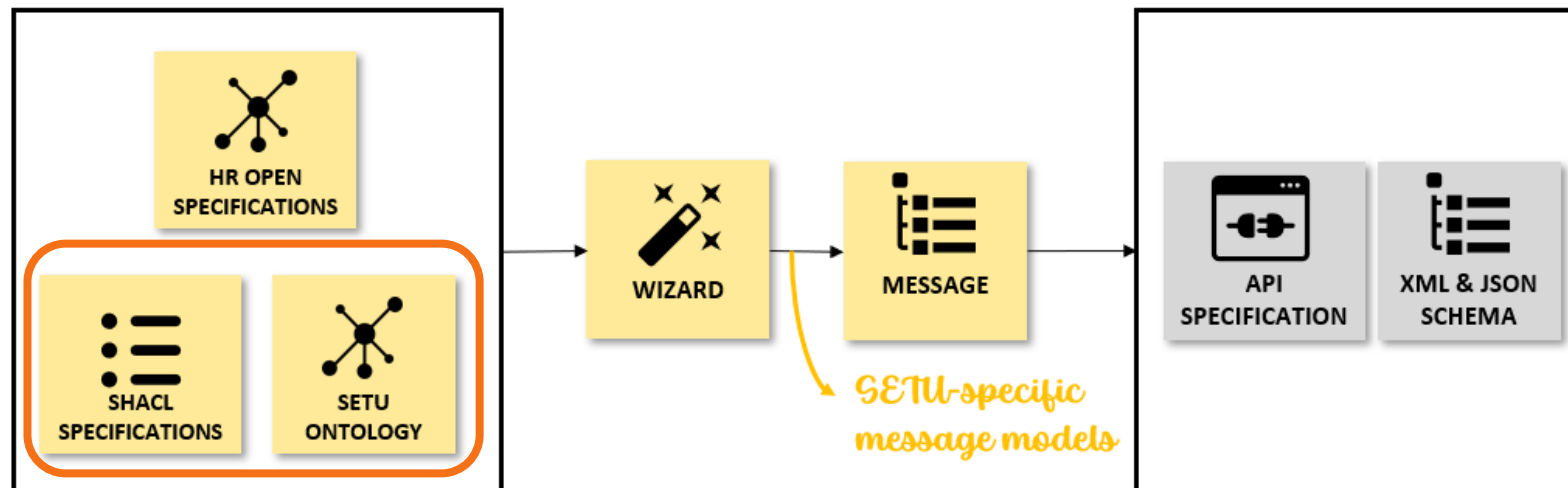 HR OPEN
SPECIFICATIONS
SHACL
SPECIFICATIONS
SETU
ONTOLOGY
WIZARD
MESSAGE
SETU-specific
message models
API
SPECIFICATION
XML & JSON
SCHEMA